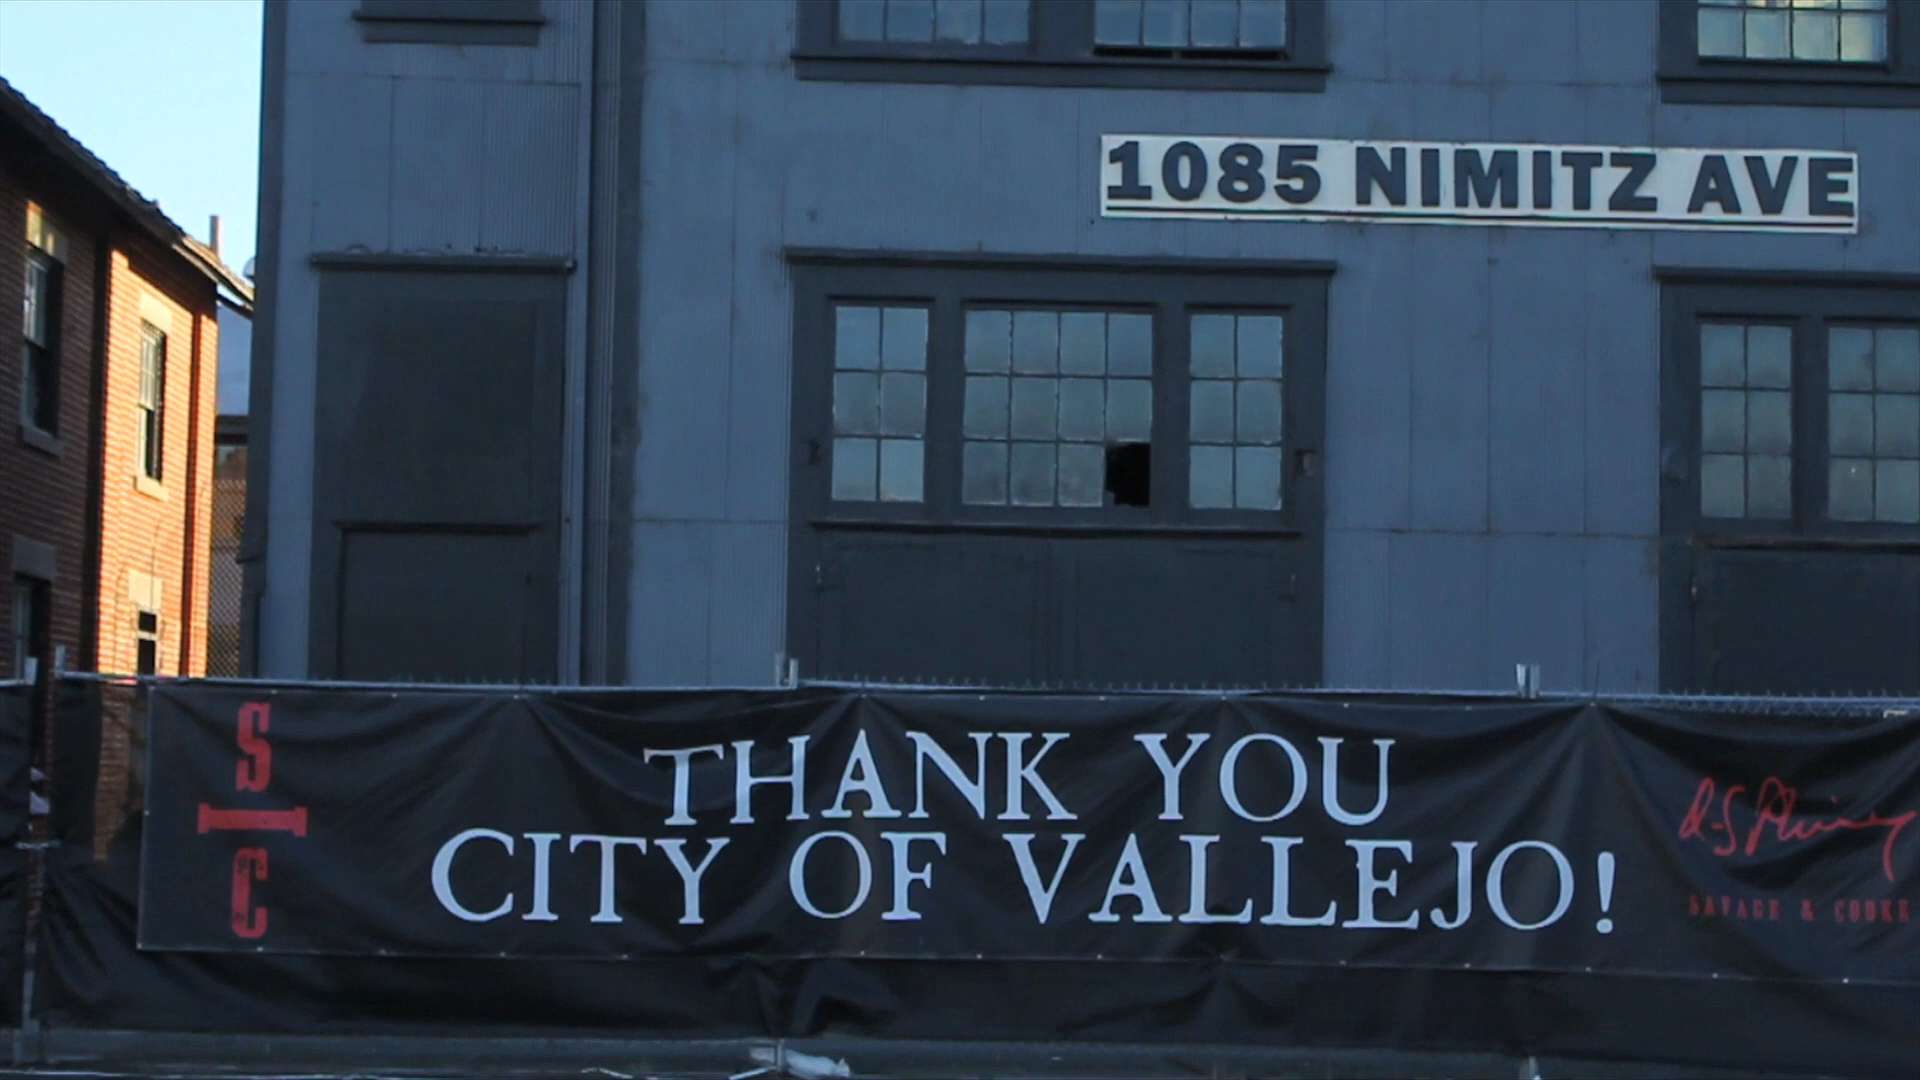 1085 NIMITZ AVE
S
C
THANK YOU
CITY OF VALLEJO!
SAVAGE & COOKE